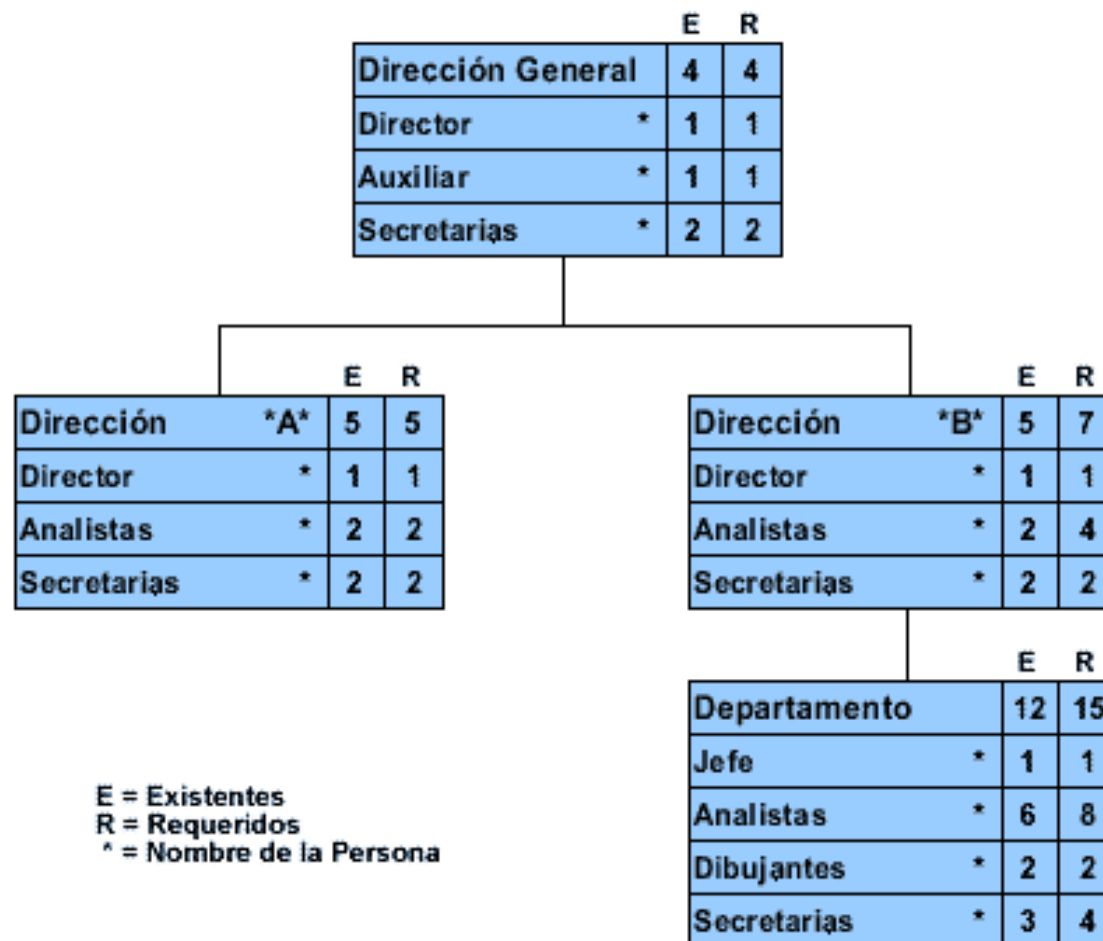 E R
Dirección General 4 4
Director * 1 1
Auxiliar * 1 1
Secretarias * 2 2
E R
Dirección *A* 5 5
Director * 1 1
Analistas * 2 2
Secretarias * 2 2
E R
Dirección *B* 5 7
Director * 1 1
Analistas * 2 4
Secretarias * 2 2
E R
Departamento 12 15
Jefe * 1 1
Analistas * 6 8
Dibujantes * 2 2
Secretarias * 3 4
E = Existentes
R = Requeridos
* = Nombre de la Persona